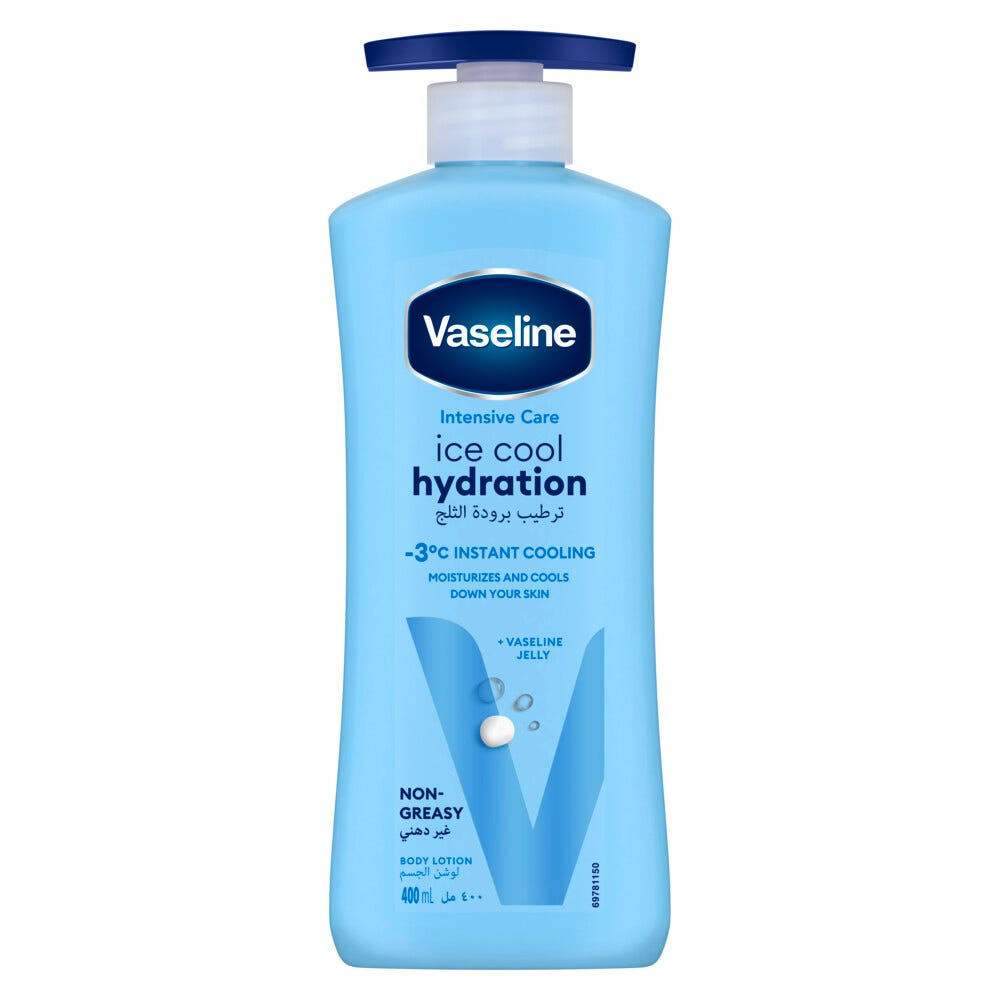 Vaseline
Intensive Care
ice cool
hydration
ترطيب برودة الثلج
-3°C INSTANT COOLING
MOISTURIZES AND COOLS
DOWN YOUR SKIN
+ VASELINE
JELLY
NON-
GREASY
غير دهني
BODY LOTION
لوشن الجسم
400 mL ٤٠٠ مل
69781150